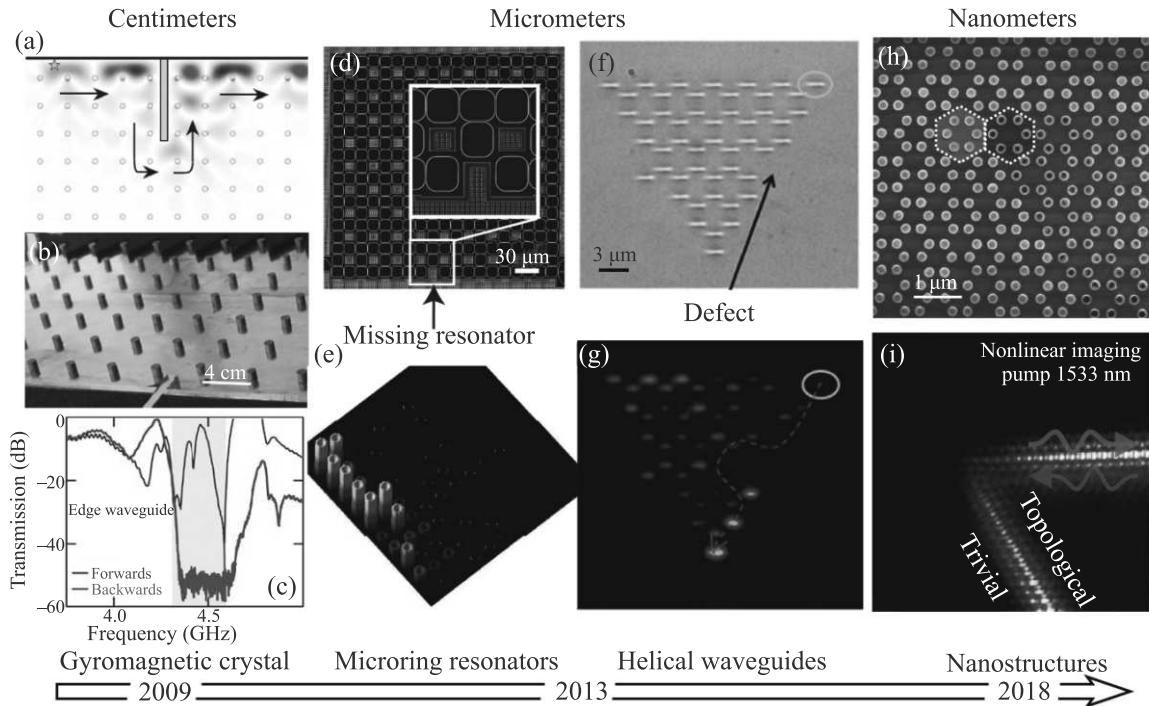 Centimeters
Micrometers
Nanometers
(a)
(b)
4 cm
0
−20
−40
−60
Transmission (dB)
Edge waveguide
Forwards
Backwards
(c)
4.0
4.5
Frequency (GHz)
(d)
30 μm
Missing resonator
(e)
(f)
3 μm
Defect
(g)
(h)
1 μm
(i)
Nonlinear imaging
pump 1533 nm
Trivial
Topological
Gyromagnetic crystal
Microring resonators
Helical waveguides
Nanostructures
2009
2013
2018